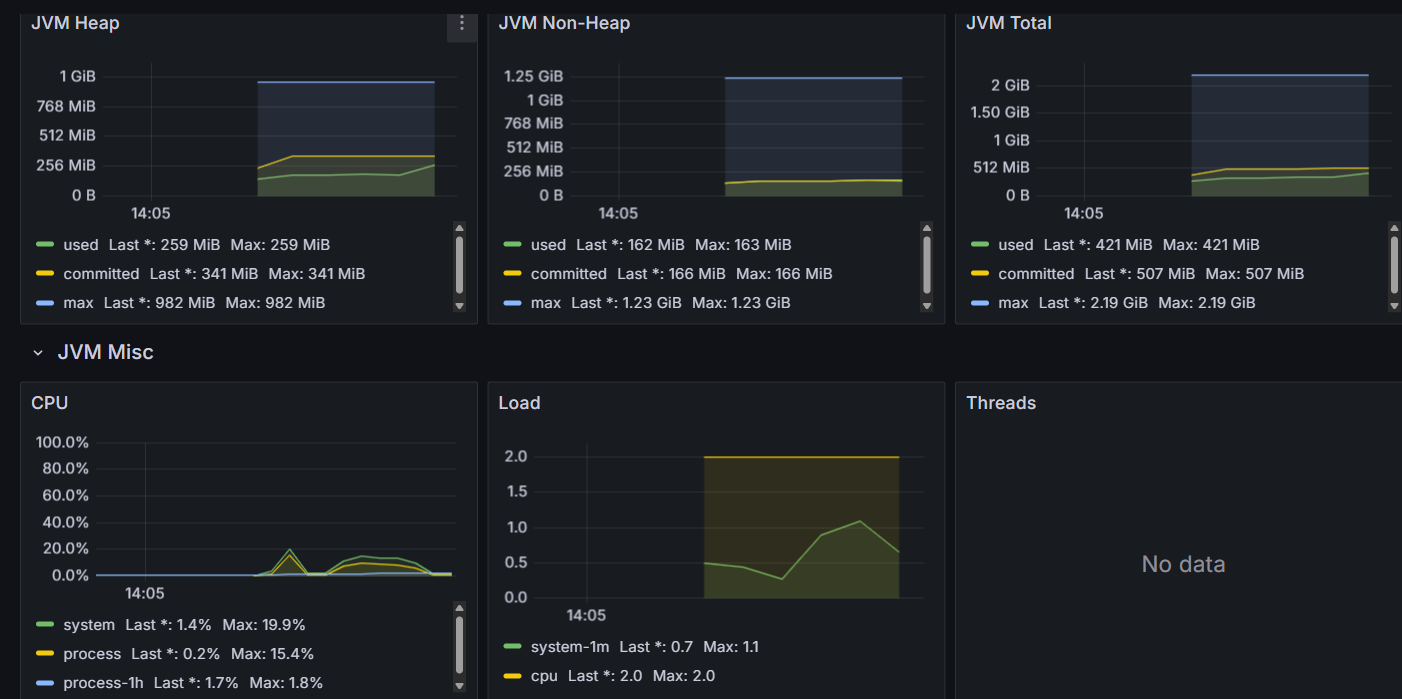 JVM Heap
1 GiB
768 MiB
512 MiB
256 MiB
0 B
14:05
used Last *: 259 MiB Max: 259 MiB
committed Last *: 341 MiB Max: 341 MiB
max Last *: 982 MiB Max: 982 MiB
JVM Non-Heap
1.25 GiB
1 GiB
768 MiB
512 MiB
256 MiB
0 B
14:05
used Last *: 162 MiB Max: 163 MiB
committed Last *: 166 MiB Max: 166 MiB
max Last *: 1.23 GiB Max: 1.23 GiB
JVM Total
2 GiB
1.50 GiB
1 GiB
512 MiB
0 B
14:05
used Last *: 421 MiB Max: 421 MiB
committed Last *: 507 MiB Max: 507 MiB
max Last *: 2.19 GiB Max: 2.19 GiB
JVM Misc
CPU
100.0%
80.0%
60.0%
40.0%
20.0%
0.0%
14:05
system Last *: 1.4% Max: 19.9%
process Last *: 0.2% Max: 15.4%
process-1h Last *: 1.7% Max: 1.8%
Load
2.0
1.5
1.0
0.5
0.0
14:05
system-1m Last *: 0.7 Max: 1.1
cpu Last *: 2.0 Max: 2.0
Threads
No data